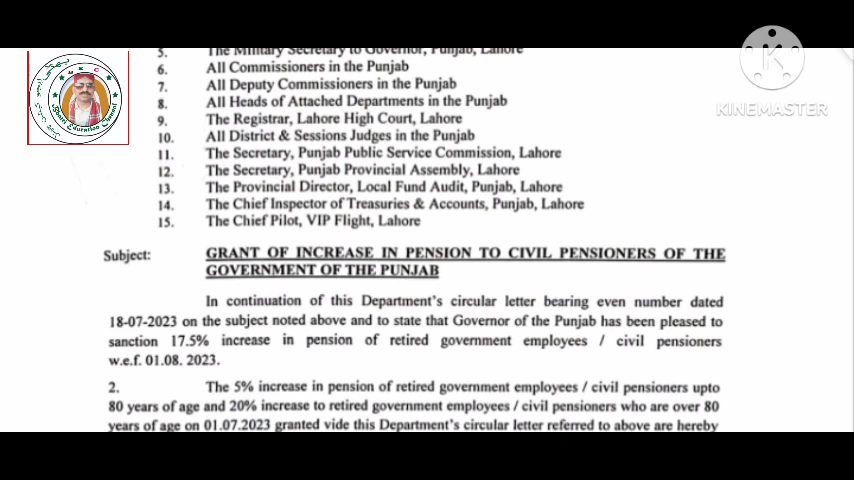 KINEMASTER
5. The Military Secretary to Governor, Punjab, Lahore
6. All Commissioners in the Punjab
7. All Deputy Commissioners in the Punjab
8. All Heads of Attached Departments in the Punjab
9. The Registrar, Lahore High Court, Lahore
10. All District & Sessions Judges in the Punjab
11. The Secretary, Punjab Public Service Commission, Lahore
12. The Secretary, Punjab Provincial Assembly, Lahore
13. The Provincial Director, Local Fund Audit, Punjab, Lahore
14. The Chief Inspector of Treasuries & Accounts, Punjab, Lahore
15. The Chief Pilot, VIP Flight, Lahore
Subject: GRANT OF INCREASE IN PENSION TO CIVIL PENSIONERS OF THE
GOVERNMENT OF THE PUNJAB
In continuation of this Department's circular letter bearing even number dated
18-07-2023 on the subject noted above and to state that Governor of the Punjab has been pleased to
sanction 17.5% increase in pension of retired government employees / civil pensioners
w.e.f. 01.08. 2023.
2. The 5% increase in pension of retired government employees / civil pensioners upto
80 years of age and 20% increase to retired government employees / civil pensioners who are over 80
years of age on 01.07.2023 granted vide this Department's circular letter referred to above are hereby